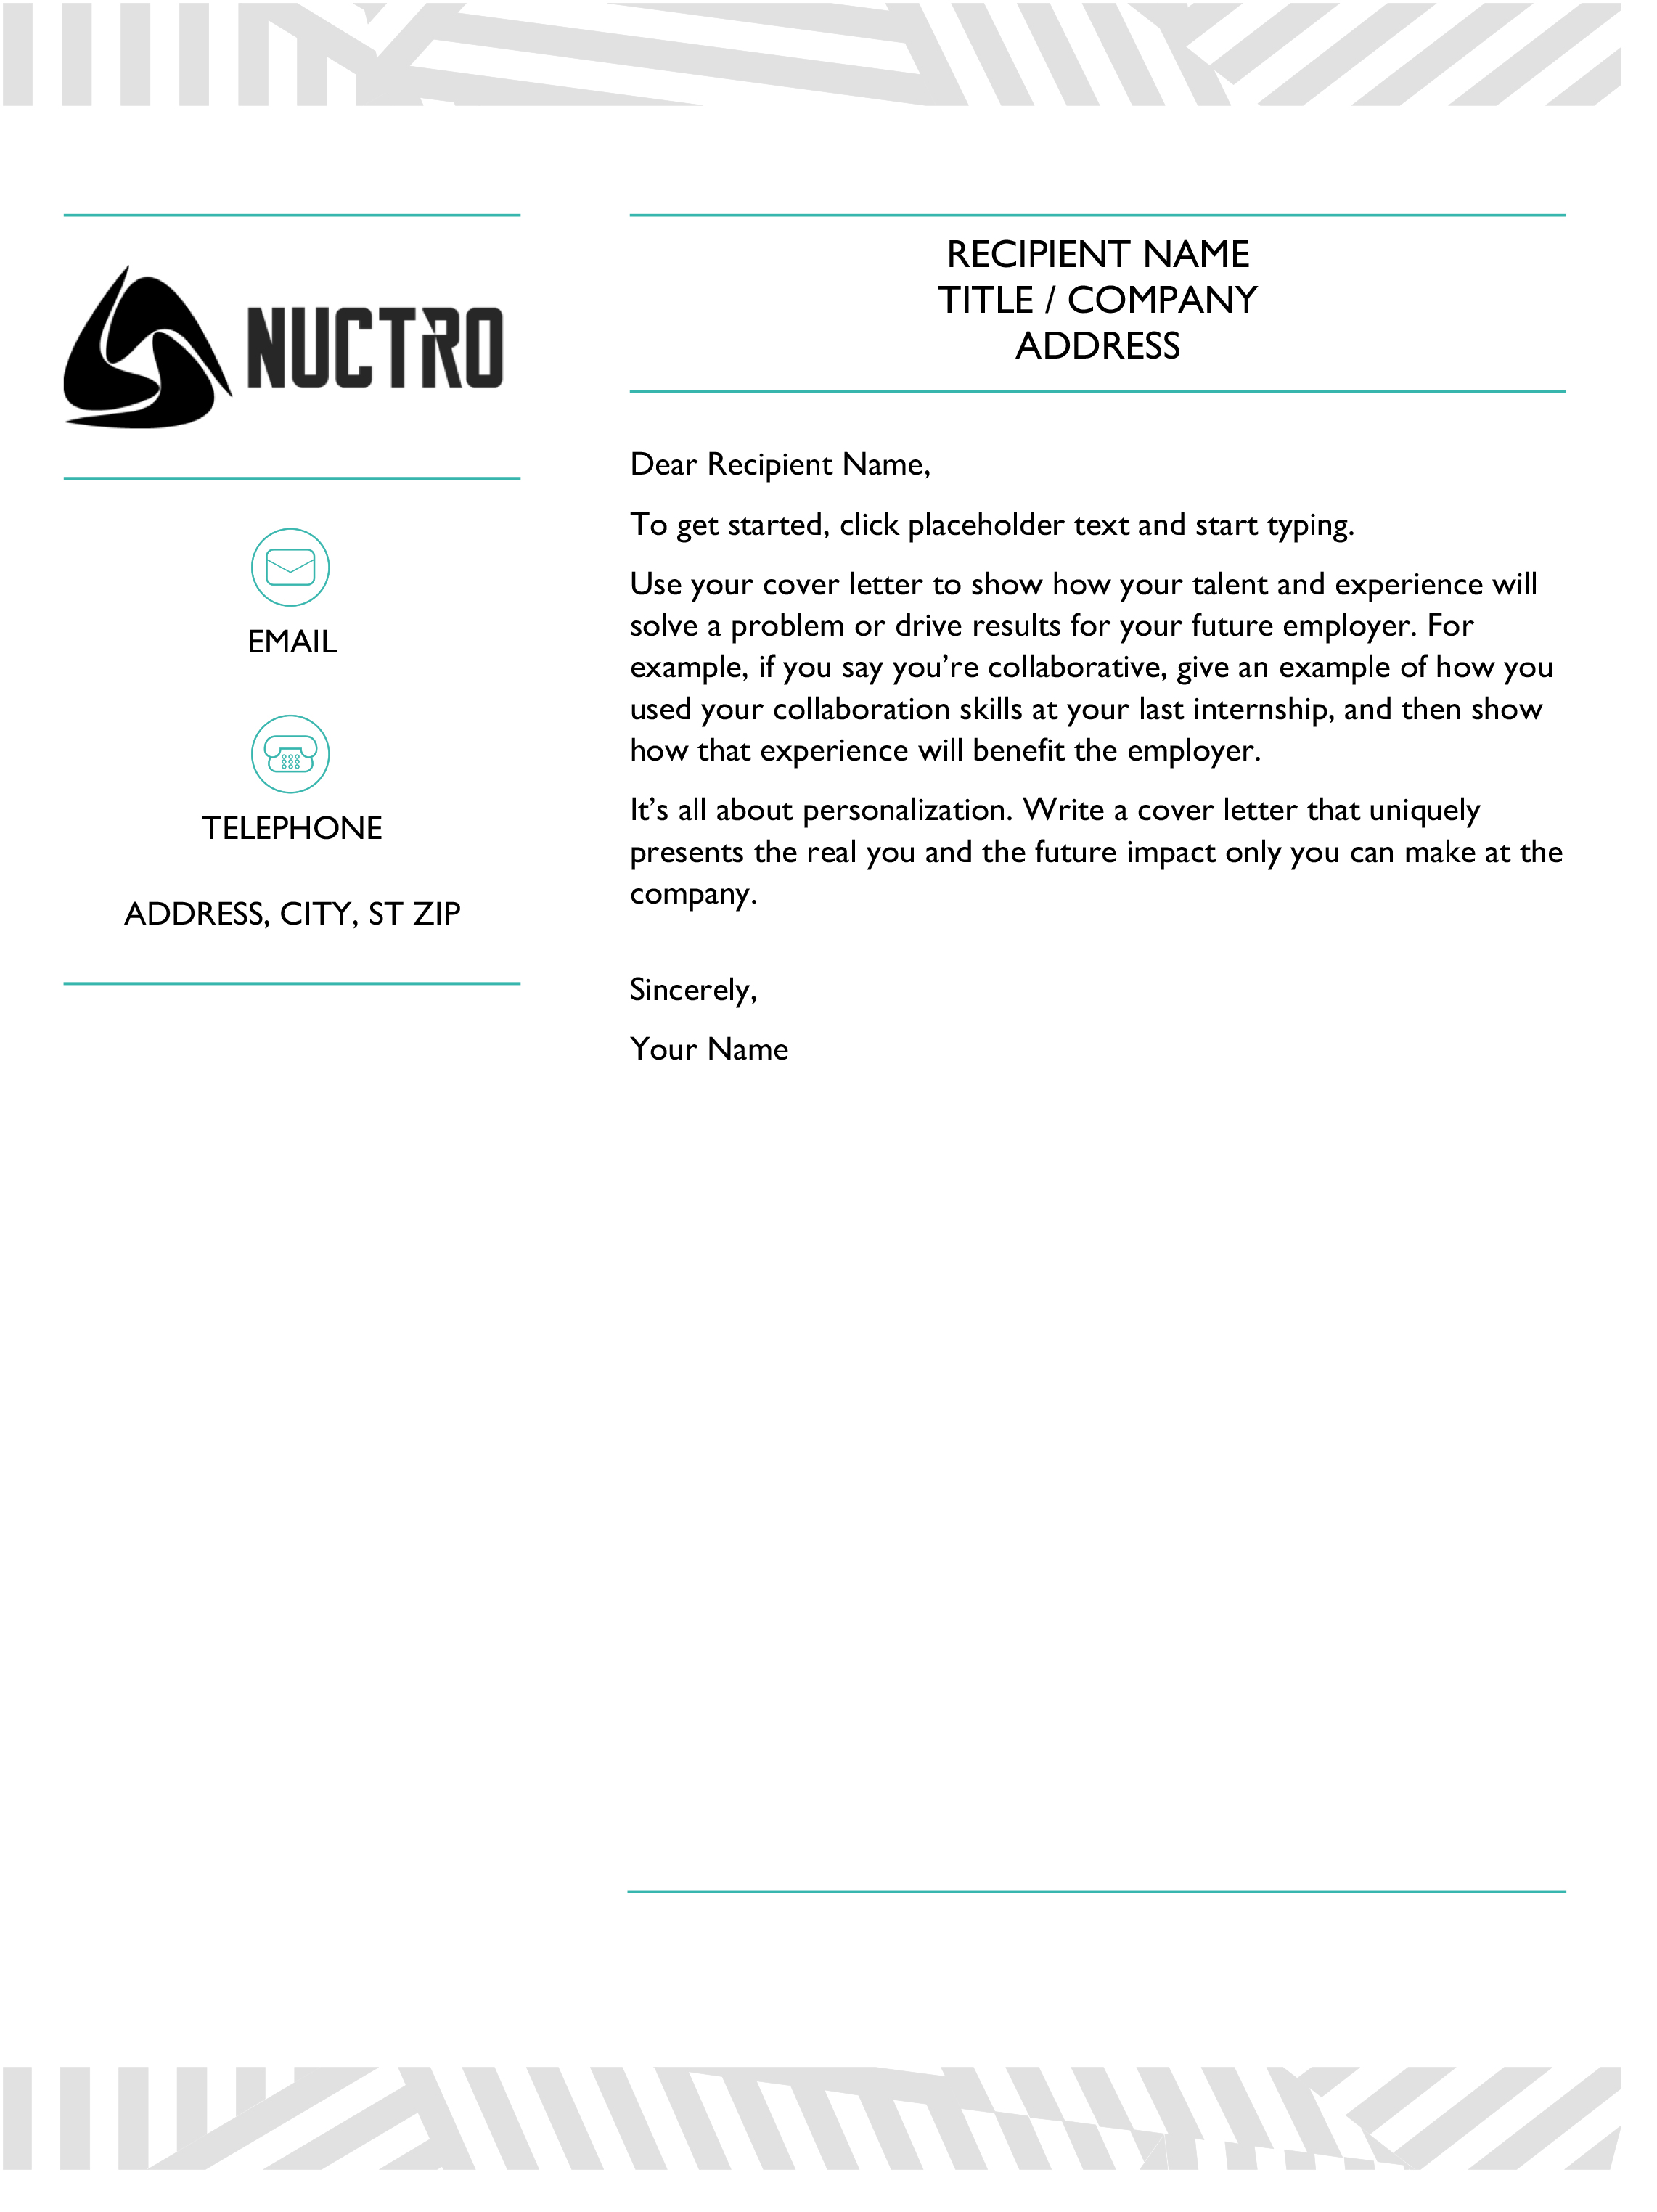 NUCTRO
EMAIL
TELEPHONE
ADDRESS, CITY, ST ZIP
RECIPIENT NAME
TITLE / COMPANY
ADDRESS
Dear Recipient Name,
To get started, click placeholder text and start typing.
Use your cover letter to show how your talent and experience will
solve a problem or drive results for your future employer. For
example, if you say you’re collaborative, give an example of how you
used your collaboration skills at your last internship, and then show
how that experience will benefit the employer.
It’s all about personalization. Write a cover letter that uniquely
presents the real you and the future impact only you can make at the
company.
Sincerely,
Your Name